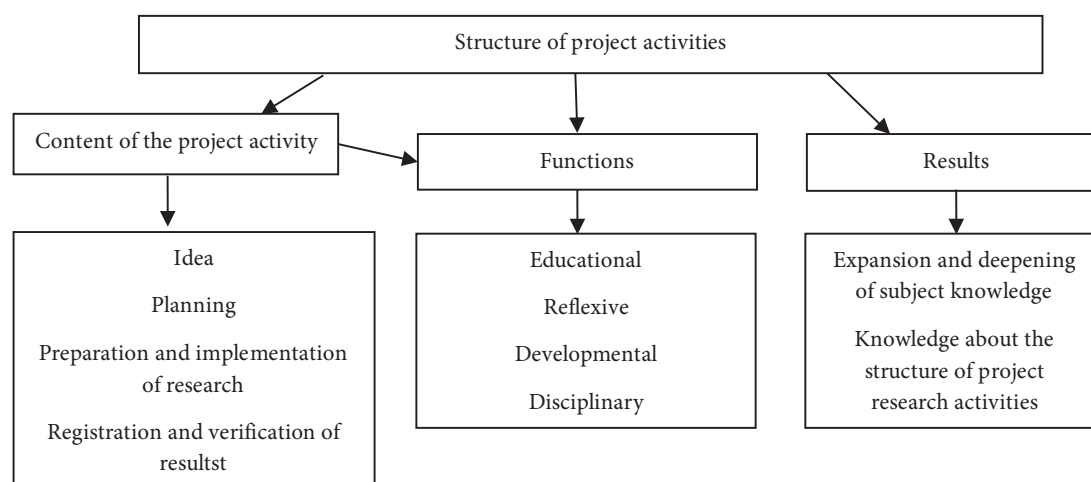 Structure of project activities
Content of the project activity
Functions
Results
Idea
Planning
Preparation and implementation
of research
Registration and verification of
resultst
Educational
Reflexive
Developmental
Disciplinary
Expansion and deepening
of subject knowledge
Knowledge about the
structure of project
research activities